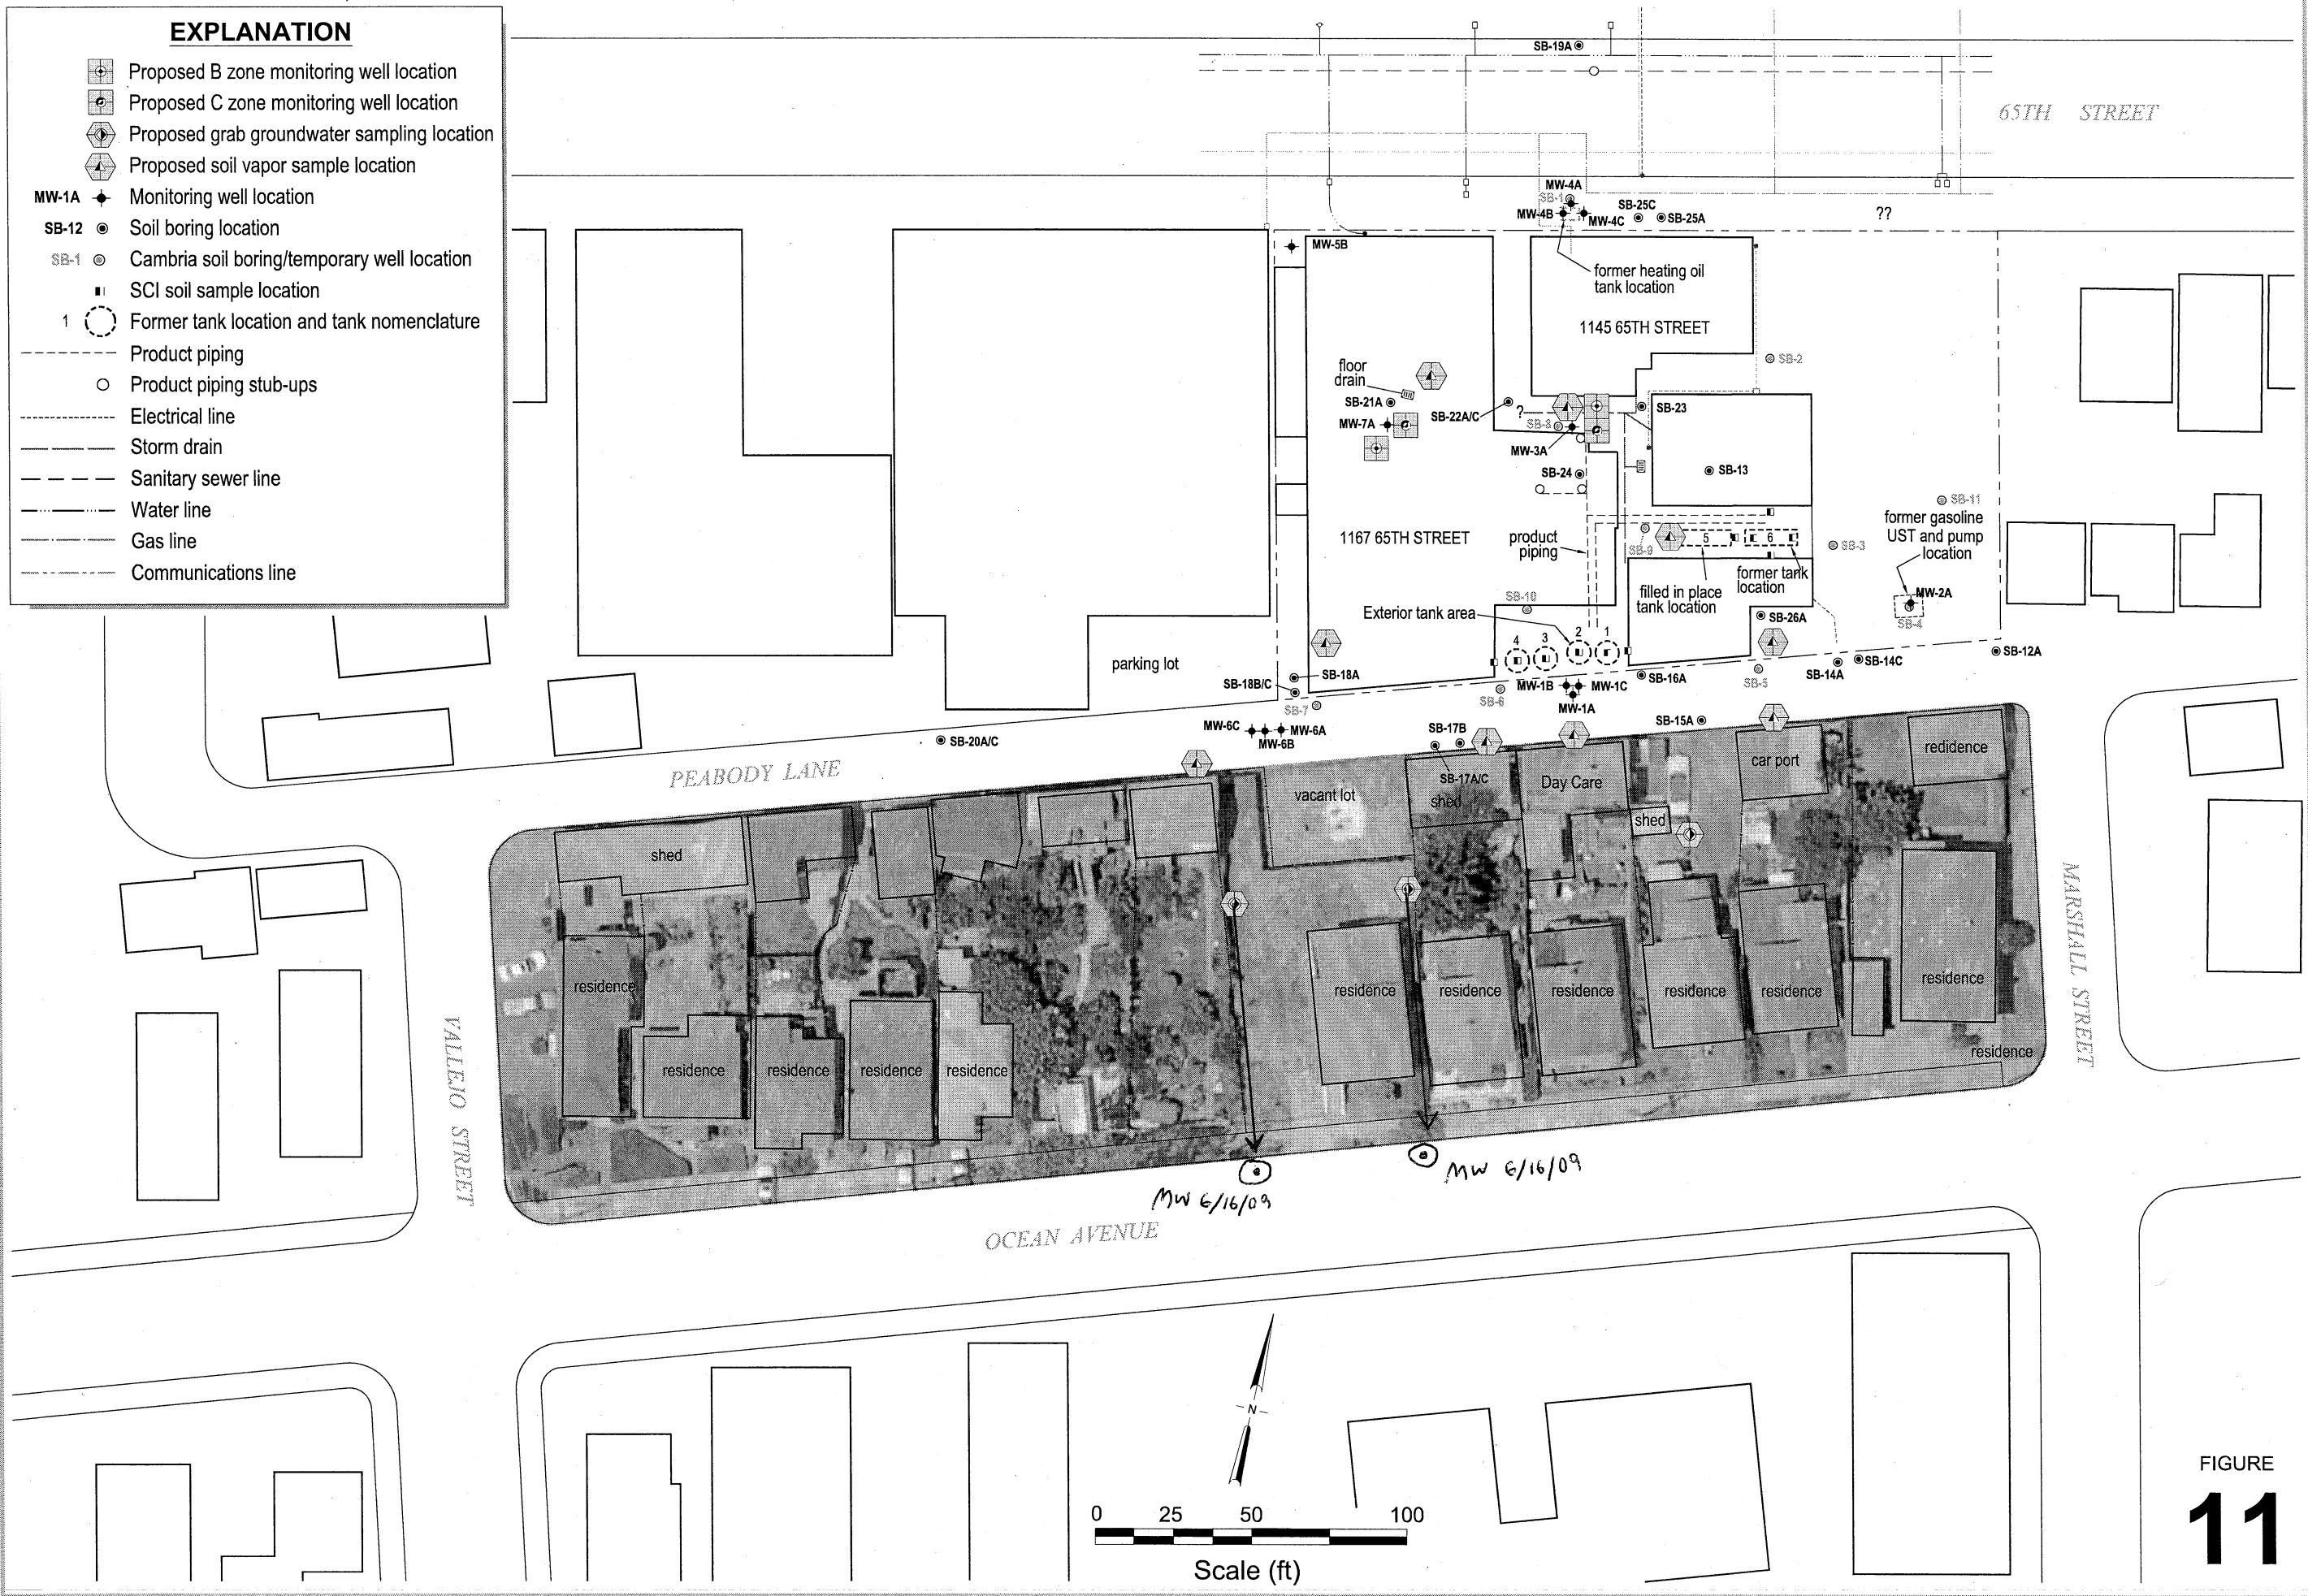 EXPLANATION
Proposed B zone monitoring well location
Proposed C zone monitoring well location
Proposed grab groundwater sampling location
Proposed soil vapor sample location
MW-1A Monitoring well location
SB-12 Soil boring location
SB-1 Cambria soil boring/temporary well location
SCI soil sample location
1 Former tank location and tank nomenclature
Product piping
Product piping stub-ups
Electrical line
Storm drain
Sanitary sewer line
Water line
Gas line
Communications line
SB-19A
65TH STREET
MW-4A
SB-1
MW-4B
MW-4C
SB-25C
SB-25A
??
MW-5B
former heating oil
tank location
1145 65TH STREET
SB-2
floor
drain
SB-21A
MW-7A
SB-22A/C
?
SB-8
MW-3A
SB-23
SB-24
SB-13
SB-11
1167 65TH STREET
product
piping
SB-9
5
6
SB-3
former gasoline
UST and pump
location
filled in place
tank location
former tank
location
MW-2A
SB-4
SB-10
Exterior tank area
SB-26A
4
3
2
1
parking lot
SB-18A
SB-18B/C
SB-7
SB-6
MW-1B
MW-1C
MW-1A
SB-16A
SB-5
SB-14A
SB-14C
SB-12A
MW-6C
MW-6A
MW-6B
SB-17B
SB-17A/C
SB-15A
SB-20A/C
PEABODY LANE
vacant lot
shed
Day Care
shed
car port
redidence
shed
residence
residence
residence
residence
residence
residence
residence
residence
residence
residence
residence
residence
VALLEJO STREET
MARSHALL STREET
MW 6/16/09
MW 6/16/09
OCEAN AVENUE
N
0 25 50 100
Scale (ft)
FIGURE
11